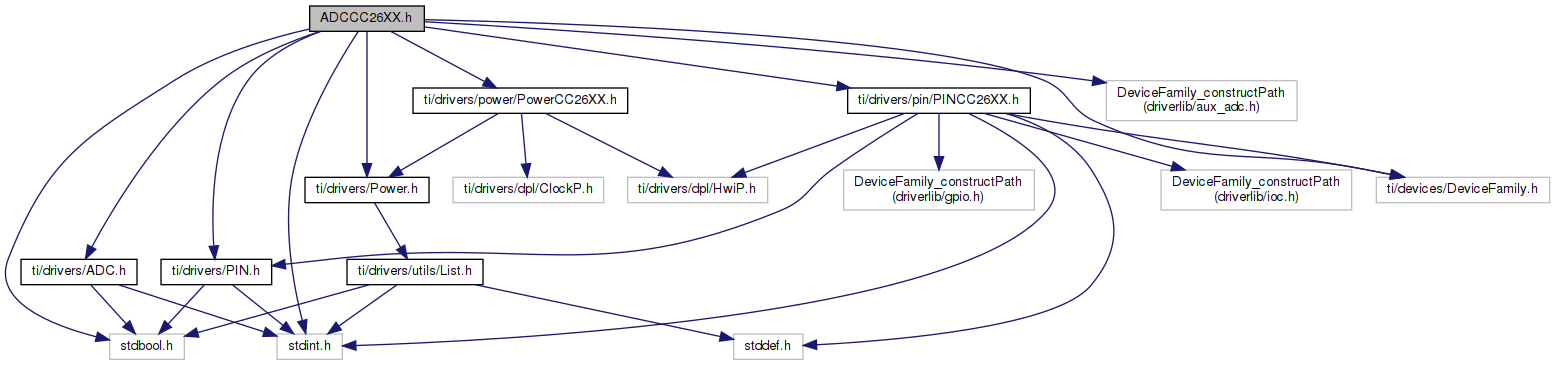 ADCCC26XX.h
ti/drivers/power/PowerCC26XX.h
ti/drivers/pin/PINCC26XX.h
DeviceFamily_constructPath
(driverlib/aux_adc.h)
ti/drivers/Power.h
ti/drivers/dpl/ClockP.h
ti/drivers/dpl/HwiP.h
DeviceFamily_constructPath
(driverlib/gpio.h)
DeviceFamily_constructPath
(driverlib/ioc.h)
ti/devices/DeviceFamily.h
ti/drivers/ADC.h
ti/drivers/PIN.h
ti/drivers/utils/List.h
stdbool.h
stdint.h
stddef.h